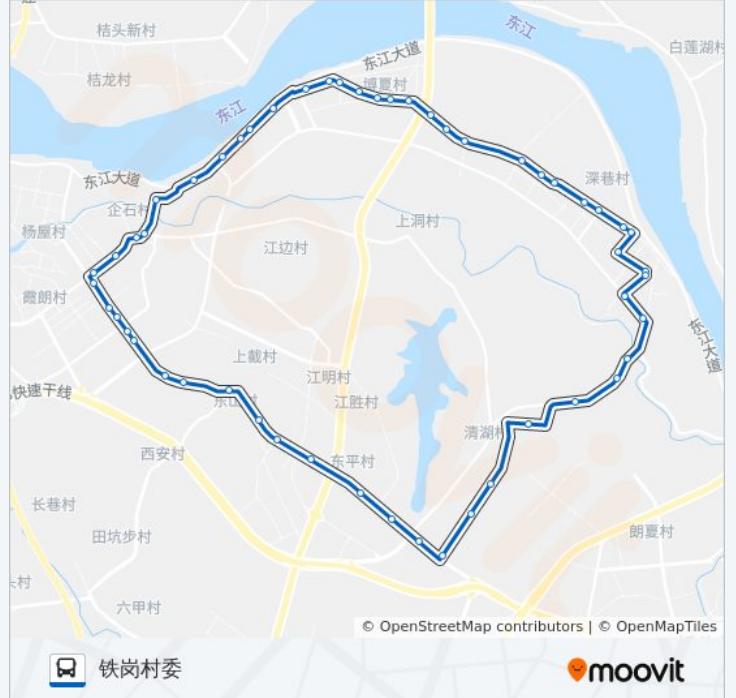 东江
桔头新村
白莲湖村
东江大道
桔龙村
博夏村
东江
东江大道
深巷村
企石村
上洞村
杨屋村
江边村
霞朗村
东江大道
上截村
江明村
快速干线
江胜村
清湖村
西安村
东平村
长巷村
朗夏村
田坑步村
六甲村
© OpenStreetMap contributors | © OpenMapTiles
铁岗村委
moovit